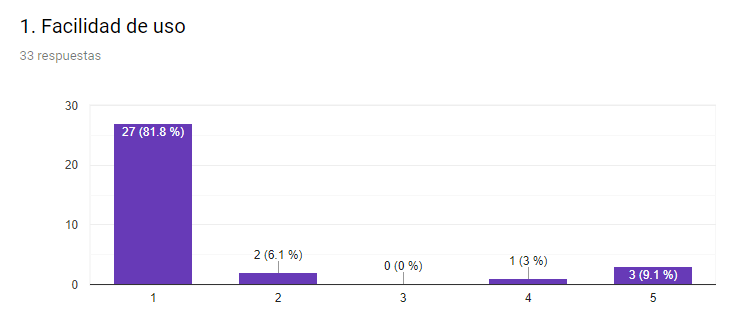 1. Facilidad de uso
33 respuestas
30
20
10
0
27 (81.8 %)
2 (6.1 %)
0 (0 %)
1 (3 %)
3 (9.1 %)
1 2 3 4 5